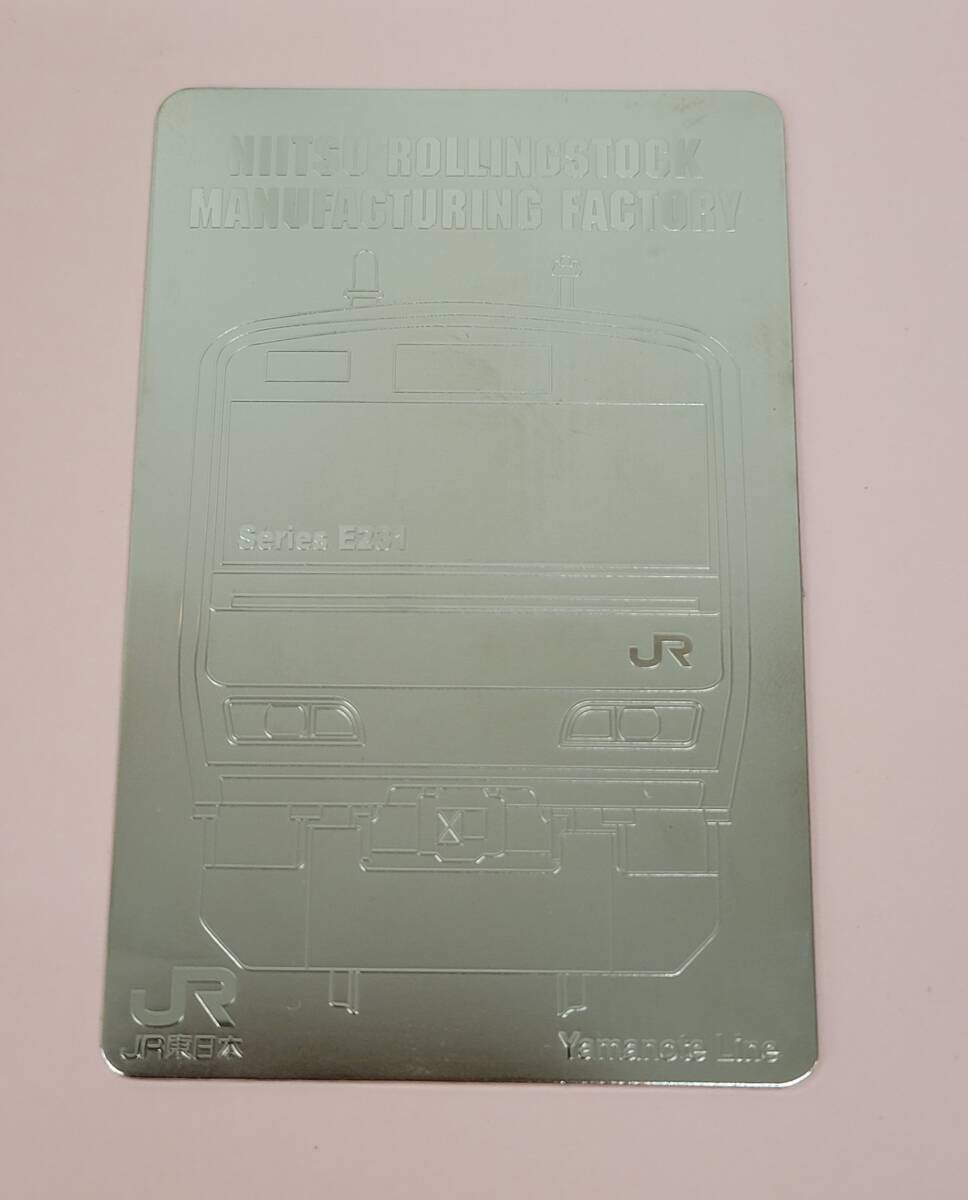 NIITSU ROLLINGSTOCK
MANUFACTURING FACTORY
Series E231
JR
JR
JR東日本
Yamanote Line